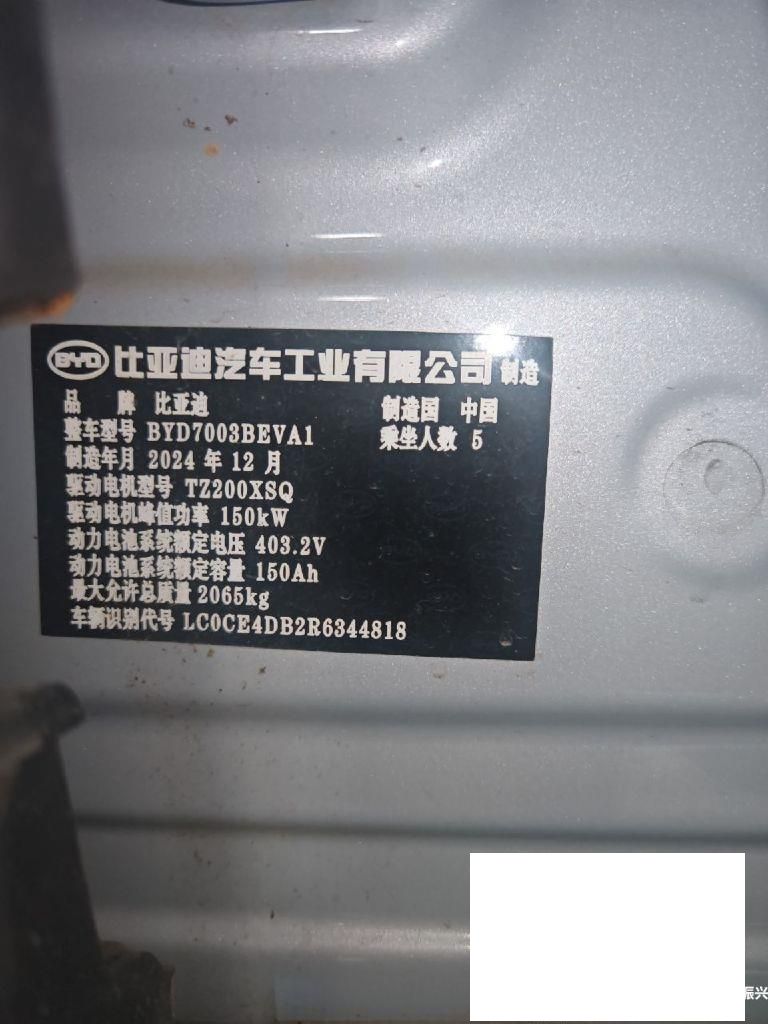 BYD 比亚迪汽车工业有限公司 制造
品 牌 比亚迪 制造国 中国
整车型号 BYD7003BEVA1 乘坐人数 5
制造年月 2024 年 12 月
驱动电机型号 TZ200XSQ
驱动电机峰值功率 150kW
动力电池系统额定电压 403.2V
动力电池系统额定容量 150Ah
最大允许总质量 2065kg
车辆识别代号 LC0CE4DB2R6344818
振兴